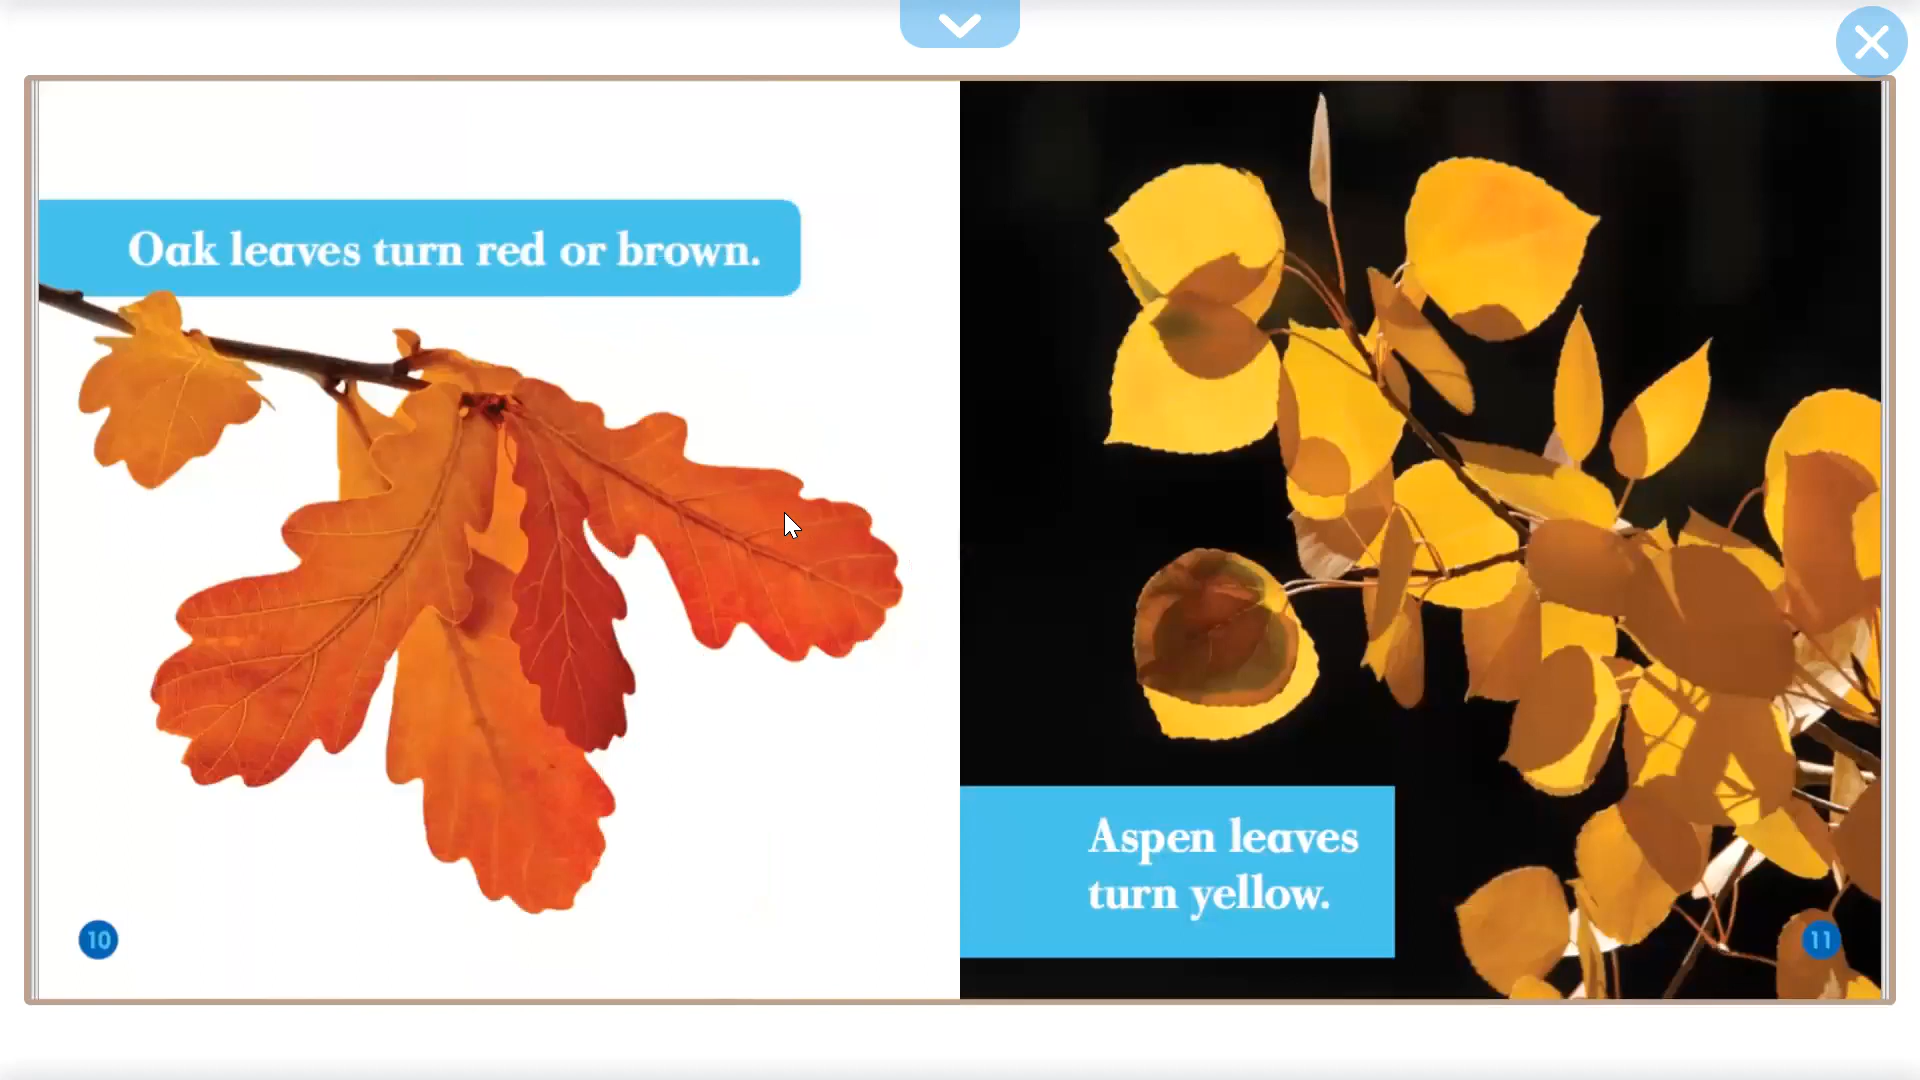 Oak leaves turn red or brown.
10
Aspen leaves
turn yellow.
11